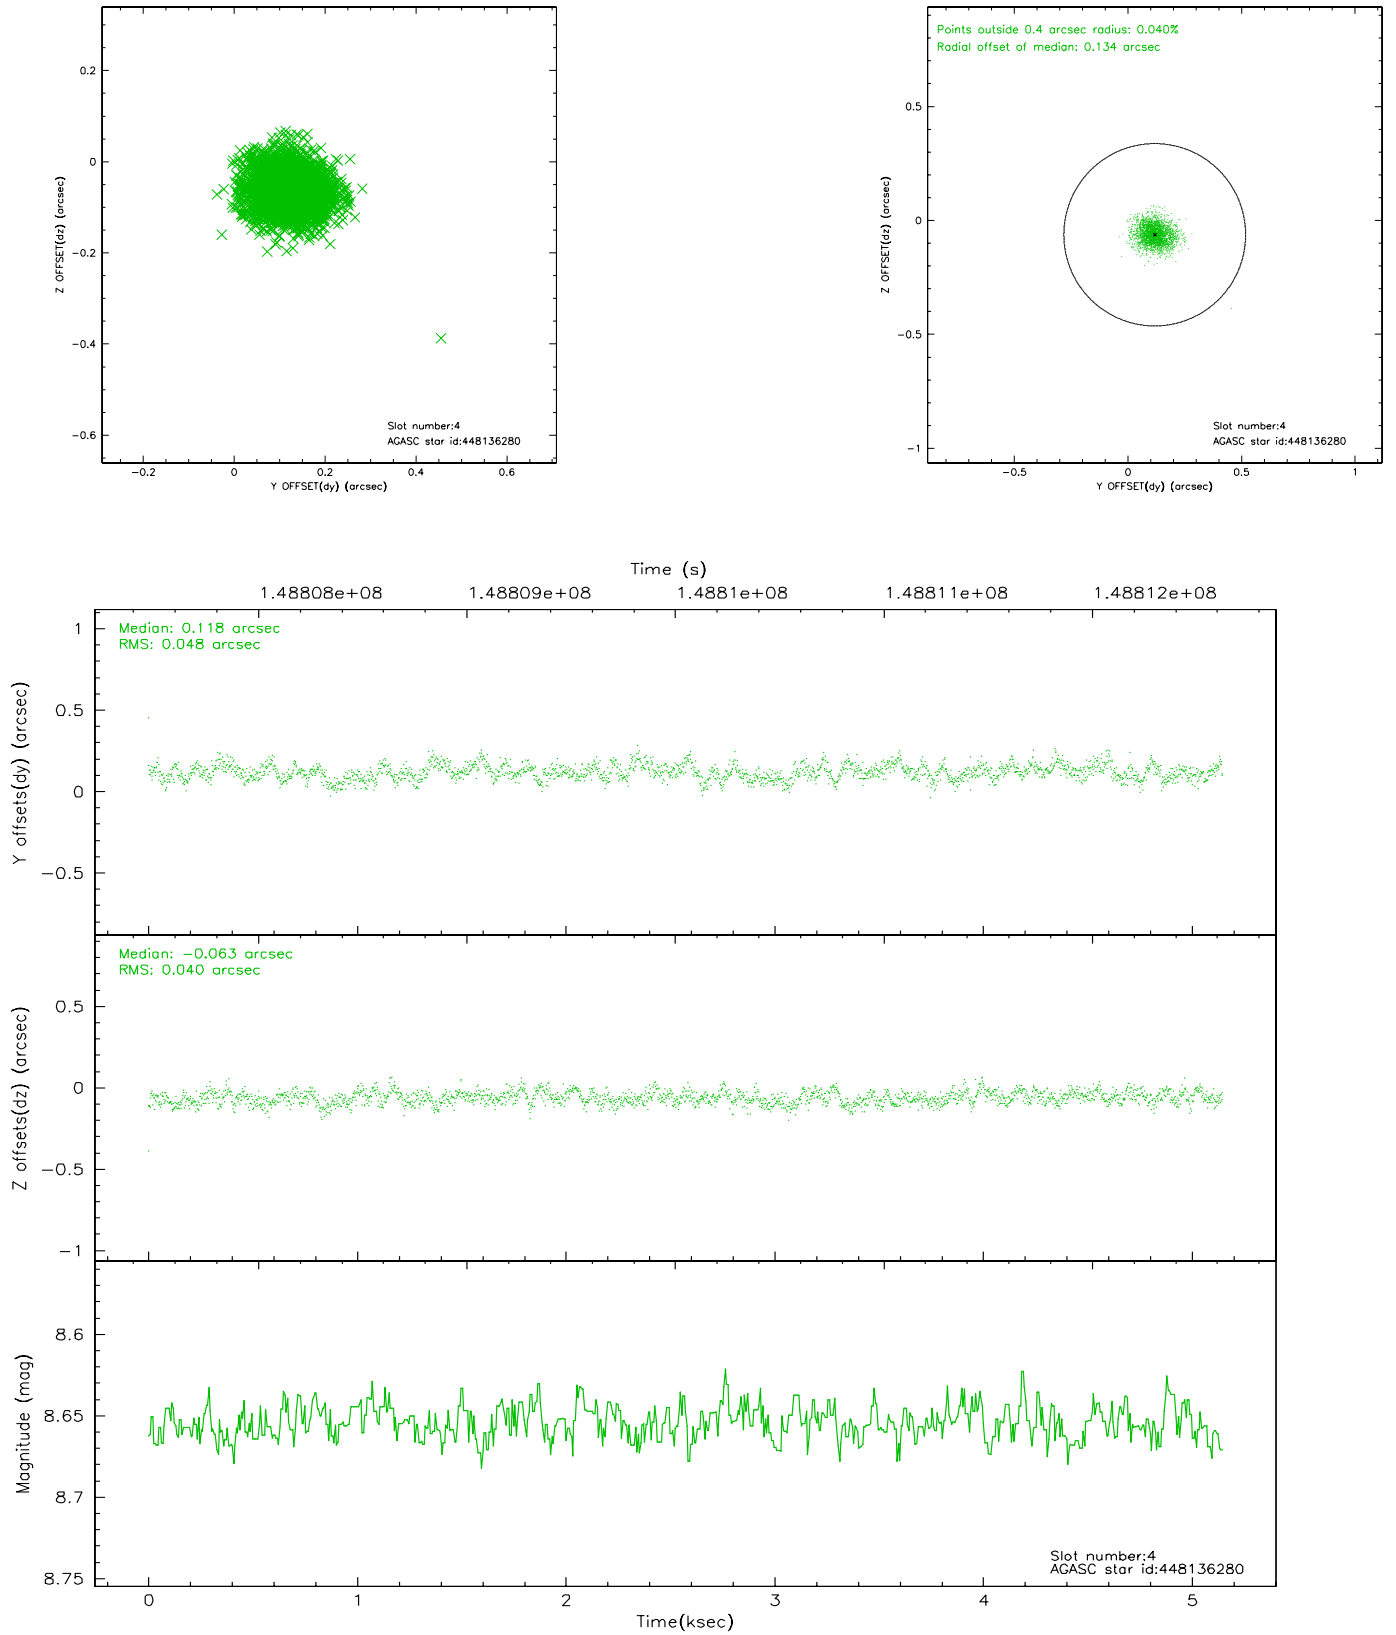 0.2
0
−0.2
−0.4
−0.6
Z OFFSET(dz) (arcsec)
−0.2 0 0.2 0.4 0.6
Y OFFSET(dy) (arcsec)
Slot number:4
AGASC star id:448136280
Points outside 0.4 arcsec radius: 0.040%
Radial offset of median: 0.134 arcsec
0.5
0
−0.5
−1
Z OFFSET(dz) (arcsec)
−0.5 0 0.5 1
Y OFFSET(dy) (arcsec)
Slot number:4
AGASC star id:448136280
Time (s)
1.48808e+08 1.48809e+08 1.4881e+08 1.48811e+08 1.48812e+08
Median: 0.118 arcsec
RMS: 0.048 arcsec
1
0.5
0
−0.5
Y offsets(dy) (arcsec)
Median: −0.063 arcsec
RMS: 0.040 arcsec
0.5
0
−0.5
−1
Z offsets(dz) (arcsec)
8.6
8.65
8.7
8.75
Magnitude (mag)
Slot number:4
AGASC star id:448136280
0 1 2 3 4 5
Time(ksec)